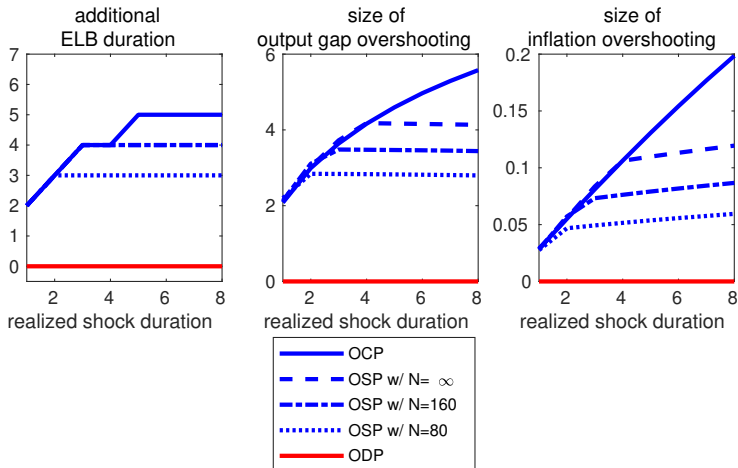 additional
ELB duration
7
6
5
4
3
2
1
0
2
4
6
8
realized shock duration
size of
output gap overshooting
6
4
2
0
2
4
6
8
realized shock duration
size of
inflation overshooting
0.2
0.15
0.1
0.05
0
2
4
6
8
realized shock duration
OCP
OSP w/ N= ∞
OSP w/ N=160
OSP w/ N=80
ODP